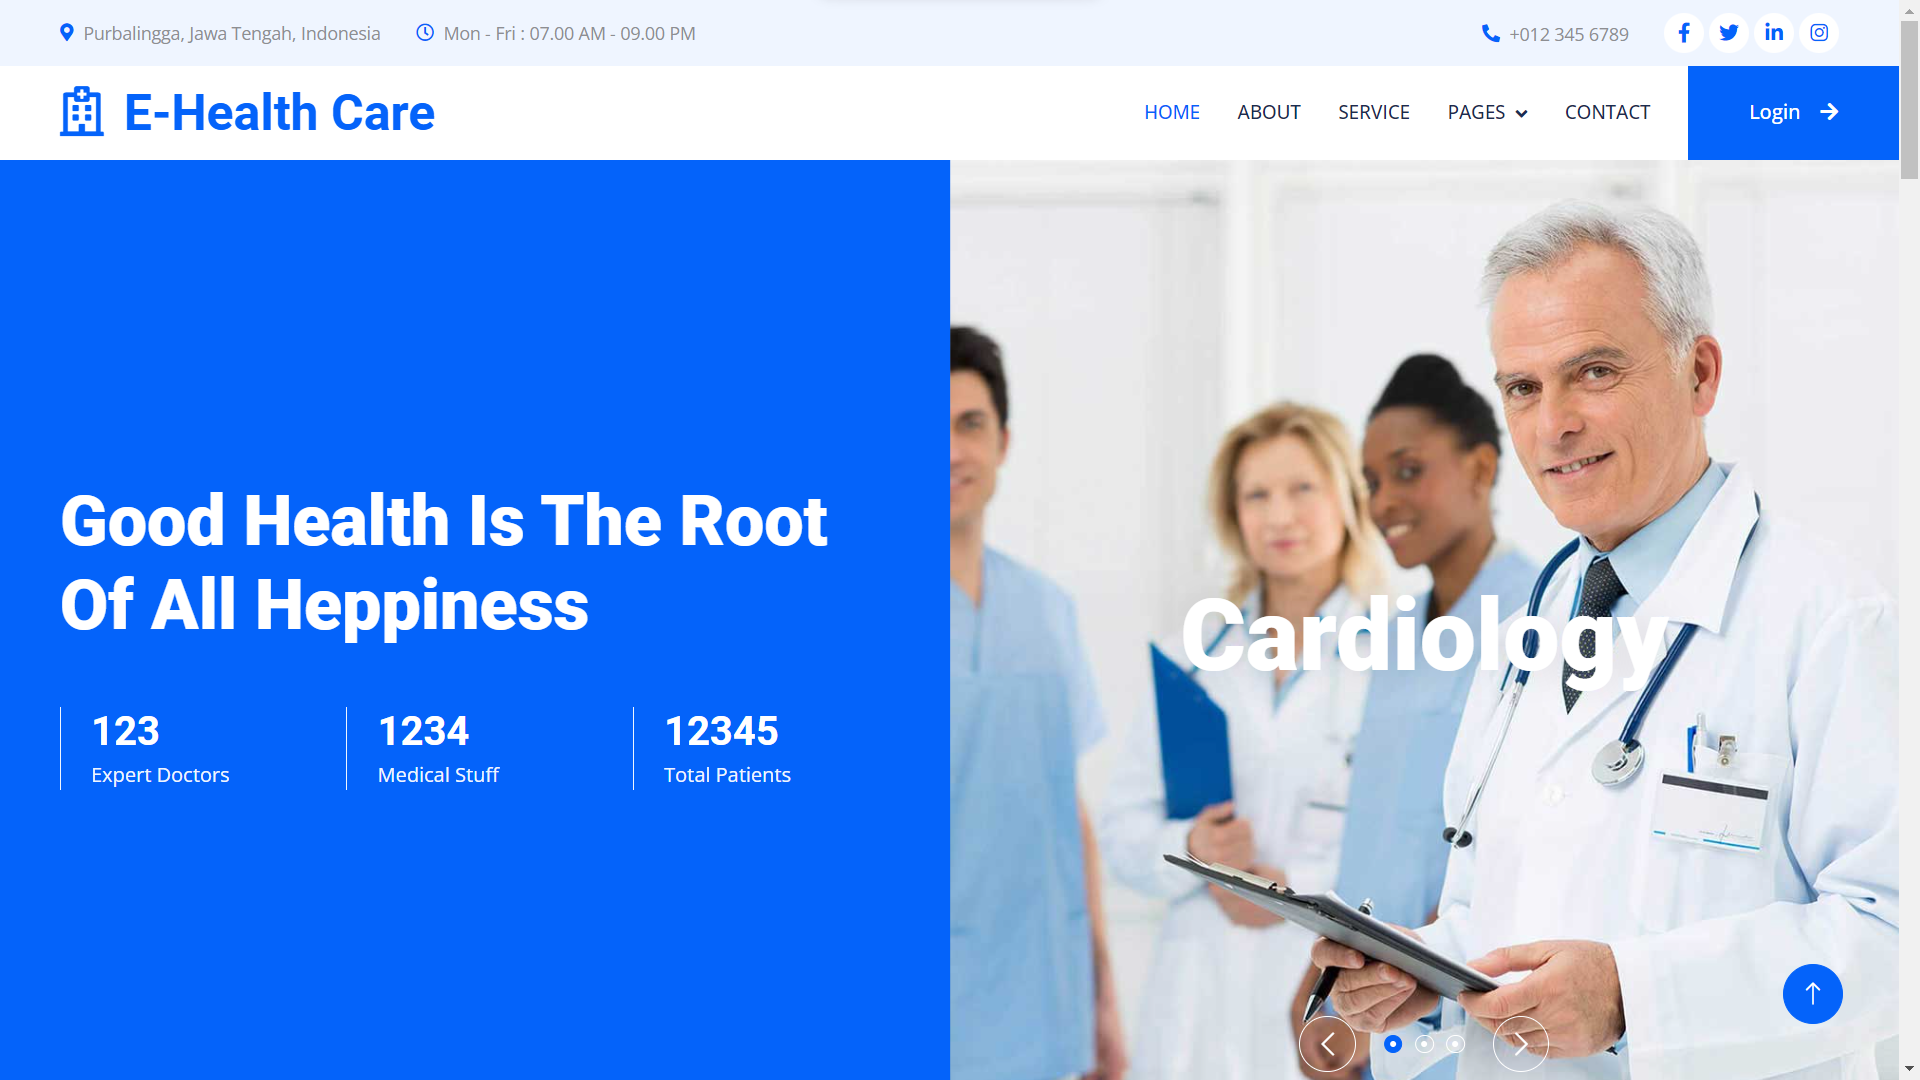 Purbalingga, Jawa Tengah, Indonesia
Mon - Fri : 07.00 AM - 09.00 PM
+012 345 6789
E-Health Care
HOME
ABOUT
SERVICE
PAGES
CONTACT
Login
Good Health Is The Root
Of All Heppiness
123
Expert Doctors
1234
Medical Stuff
12345
Total Patients
Cardiology